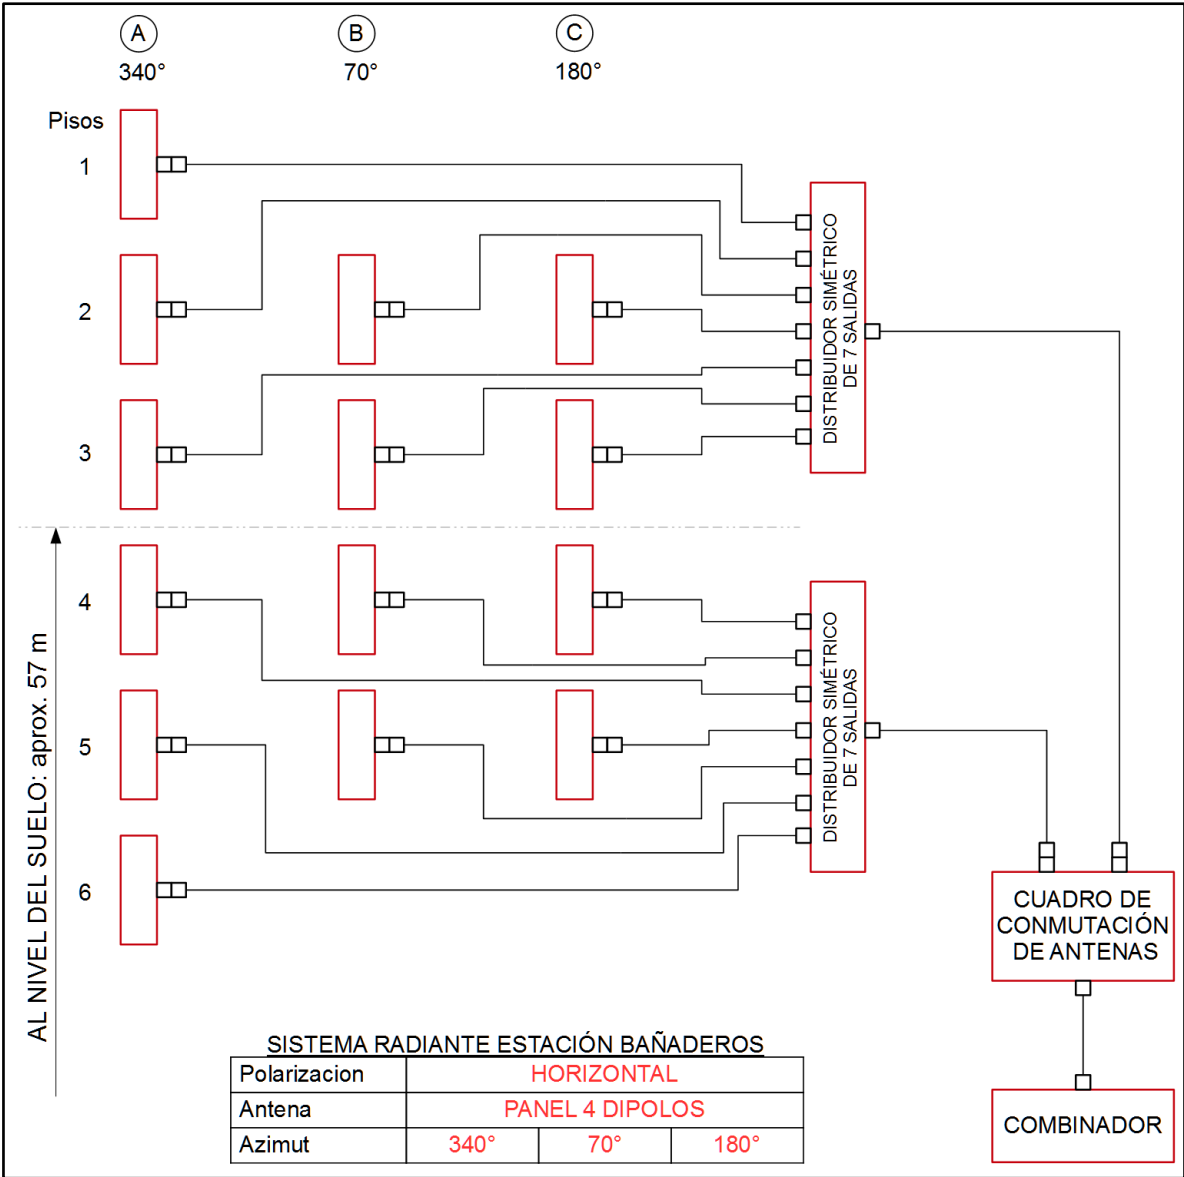 A B C
340° 70° 180°
Pisos
1
2
3
4
5
6
DISTRIBUIDOR SIMÉTRICO
DE 7 SALIDAS
DISTRIBUIDOR SIMÉTRICO
DE 7 SALIDAS
AL NIVEL DEL SUELO: aprox. 57 m
CUADRO DE
CONMUTACIÓN
DE ANTENAS
COMBINADOR
SISTEMA RADIANTE ESTACIÓN BAÑADEROS
Polarizacion HORIZONTAL
Antena PANEL 4 DIPOLOS
Azimut 340° 70° 180°